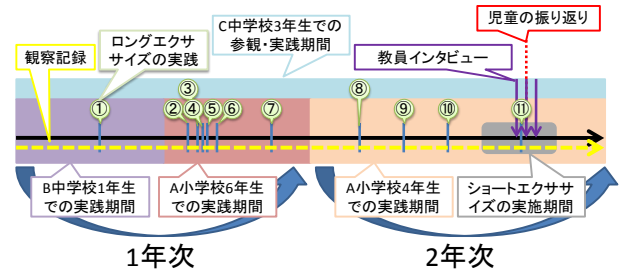 児童の振り返り
C中学校3年生での
参観・実践期間
ロングエクサ
サイズの実践
観察記録
教員インタビュー
① ② ③ ④ ⑤ ⑥ ⑦ ⑧ ⑨ ⑩ ⑪
B中学校1年生
での実践期間
A小学校6年生
での実践期間
A小学校4年生
での実践期間
ショートエクササ
イズの実施期間
1年次
2年次